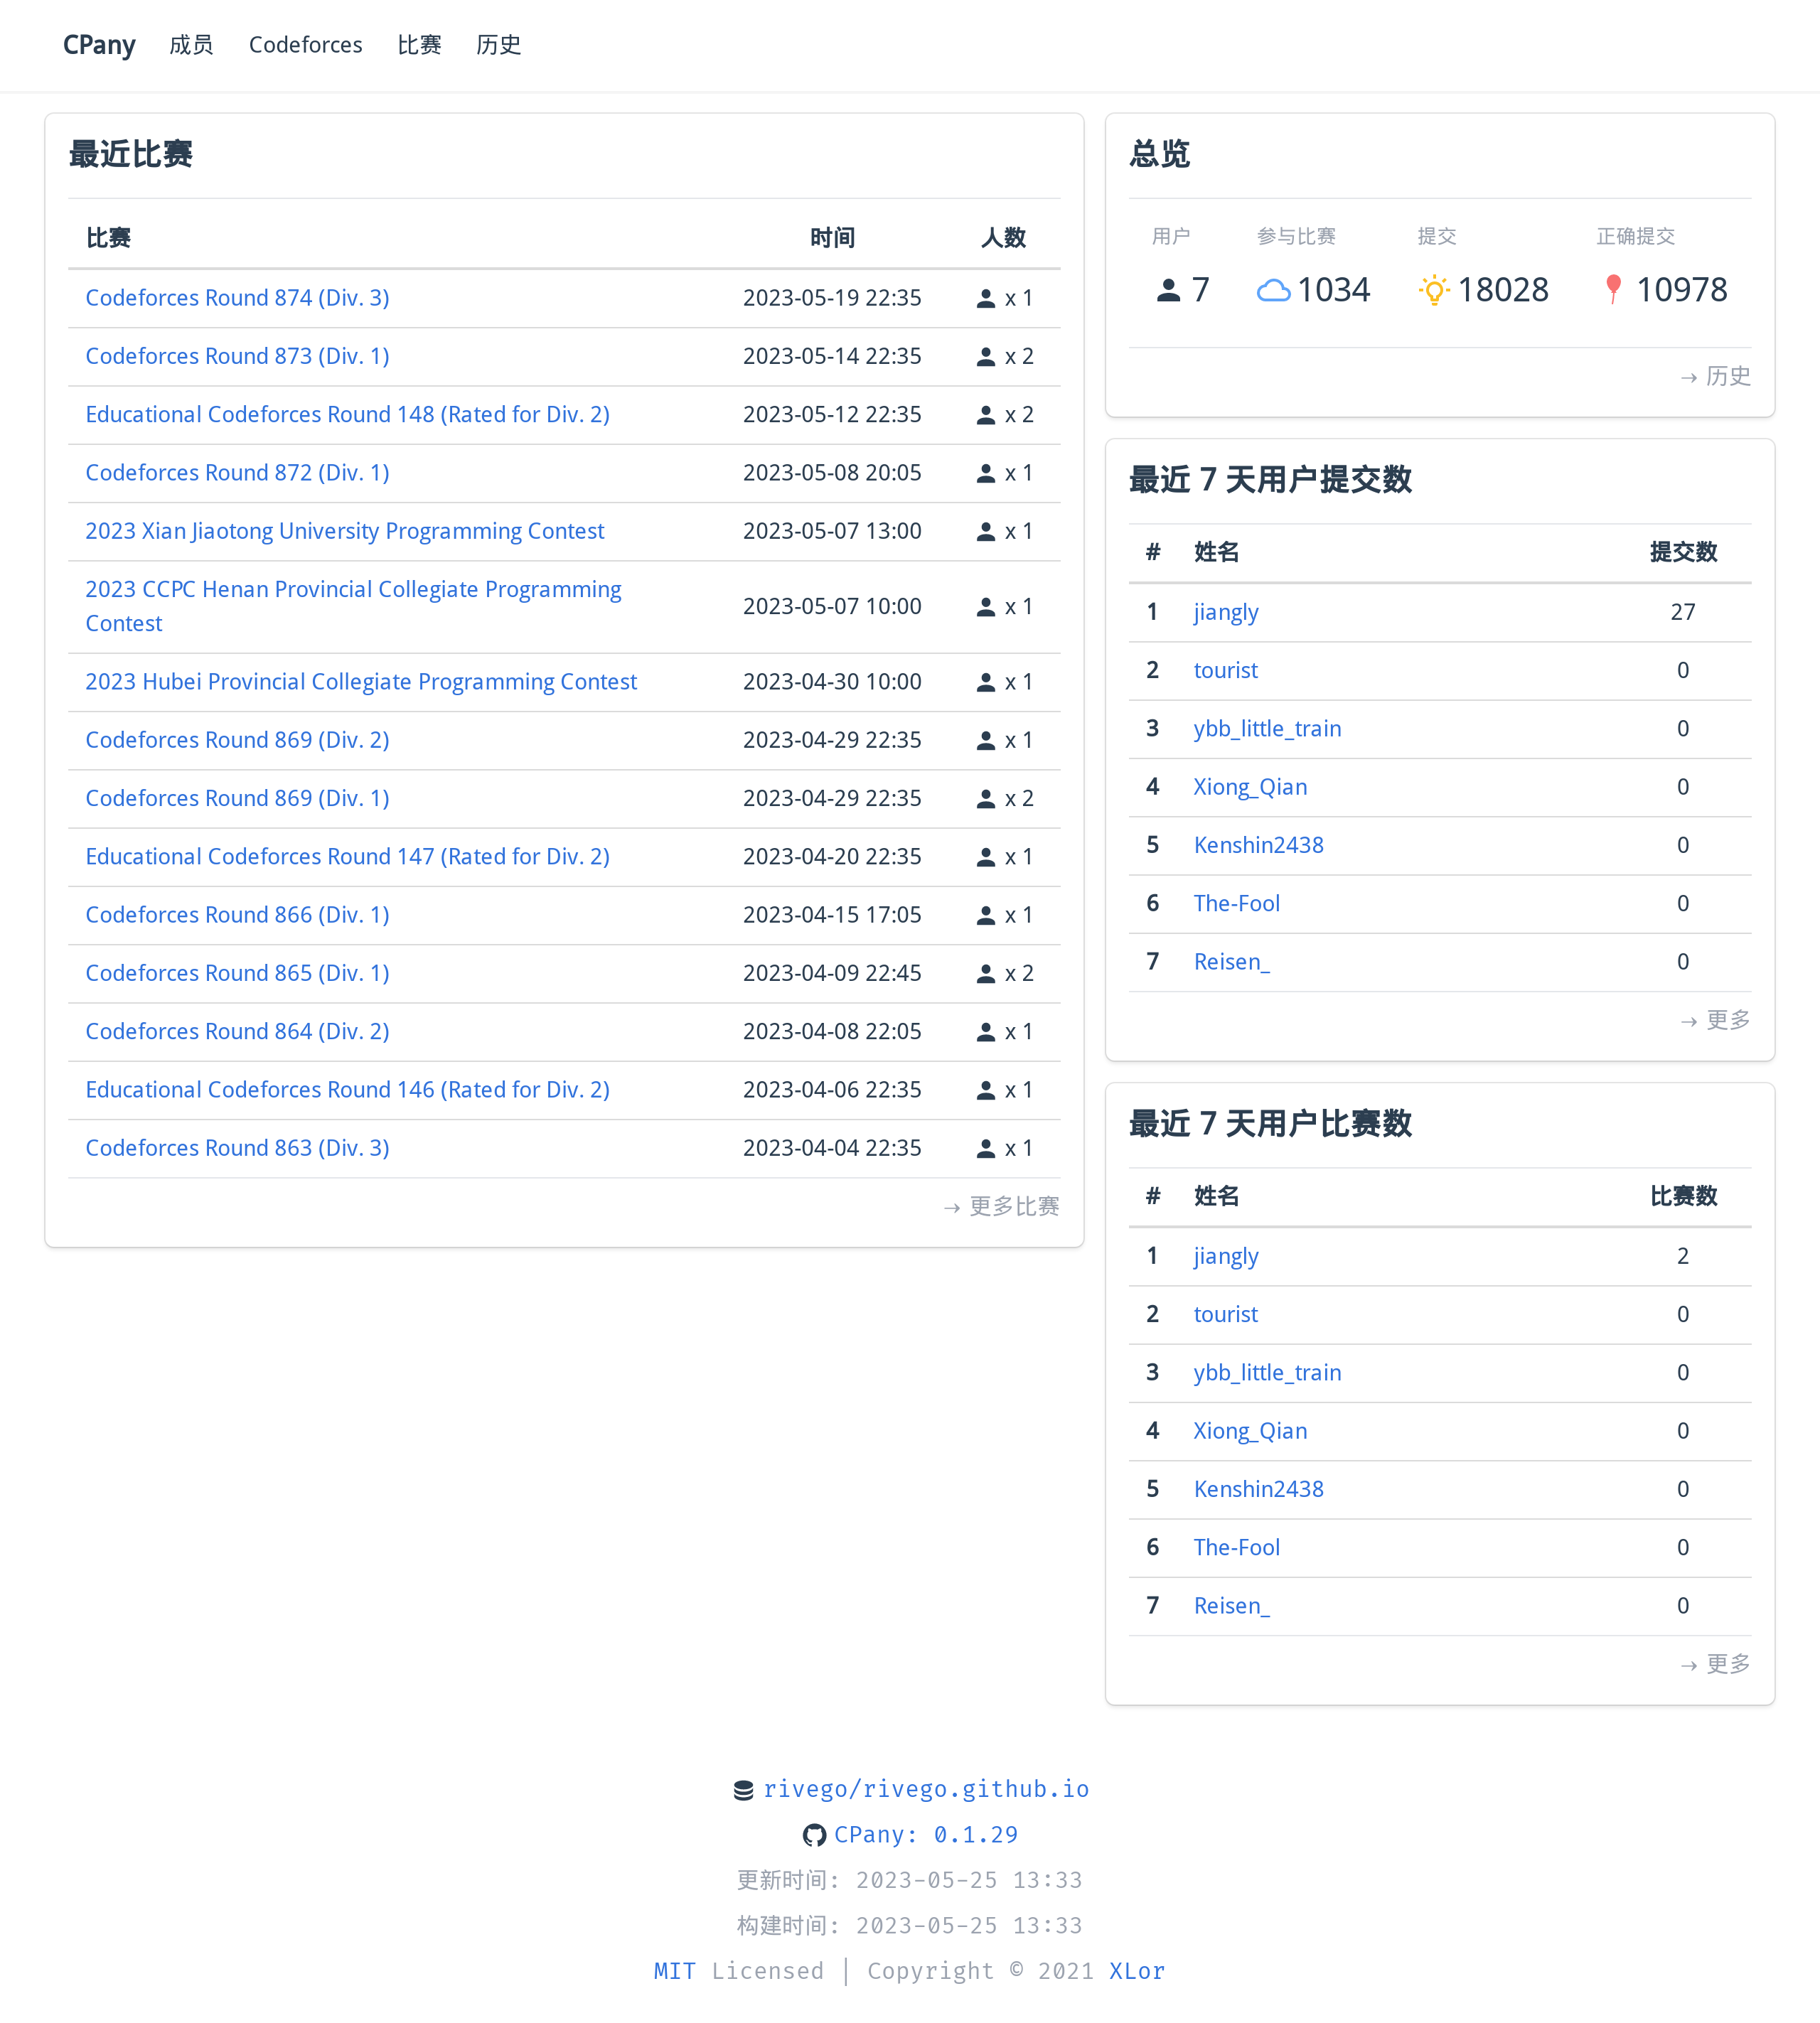 CPany 成员 Codeforces 比赛 历史
最近比赛
比赛 时间 人数
Codeforces Round 874 (Div. 3) 2023-05-19 22:35 x 1
Codeforces Round 873 (Div. 1) 2023-05-14 22:35 x 2
Educational Codeforces Round 148 (Rated for Div. 2) 2023-05-12 22:35 x 2
Codeforces Round 872 (Div. 1) 2023-05-08 20:05 x 1
2023 Xian Jiaotong University Programming Contest 2023-05-07 13:00 x 1
2023 CCPC Henan Provincial Collegiate Programming
Contest 2023-05-07 10:00 x 1
2023 Hubei Provincial Collegiate Programming Contest 2023-04-30 10:00 x 1
Codeforces Round 869 (Div. 2) 2023-04-29 22:35 x 1
Codeforces Round 869 (Div. 1) 2023-04-29 22:35 x 2
Educational Codeforces Round 147 (Rated for Div. 2) 2023-04-20 22:35 x 1
Codeforces Round 866 (Div. 1) 2023-04-15 17:05 x 1
Codeforces Round 865 (Div. 1) 2023-04-09 22:45 x 2
Codeforces Round 864 (Div. 2) 2023-04-08 22:05 x 1
Educational Codeforces Round 146 (Rated for Div. 2) 2023-04-06 22:35 x 1
Codeforces Round 863 (Div. 3) 2023-04-04 22:35 x 1
→ 更多比赛
总览
用户 参与比赛 提交 正确提交
7 1034 18028 10978
→ 历史
最近 7 天用户提交数
# 姓名 提交数
1 jiangly 27
2 tourist 0
3 ybb_little_train 0
4 Xiong_Qian 0
5 Kenshin2438 0
6 The-Fool 0
7 Reisen_ 0
→ 更多
最近 7 天用户比赛数
# 姓名 比赛数
1 jiangly 2
2 tourist 0
3 ybb_little_train 0
4 Xiong_Qian 0
5 Kenshin2438 0
6 The-Fool 0
7 Reisen_ 0
→ 更多
rivego/rivego.github.io
CPany: 0.1.29
更新时间: 2023-05-25 13:33
构建时间: 2023-05-25 13:33
MIT Licensed | Copyright © 2021 XLor